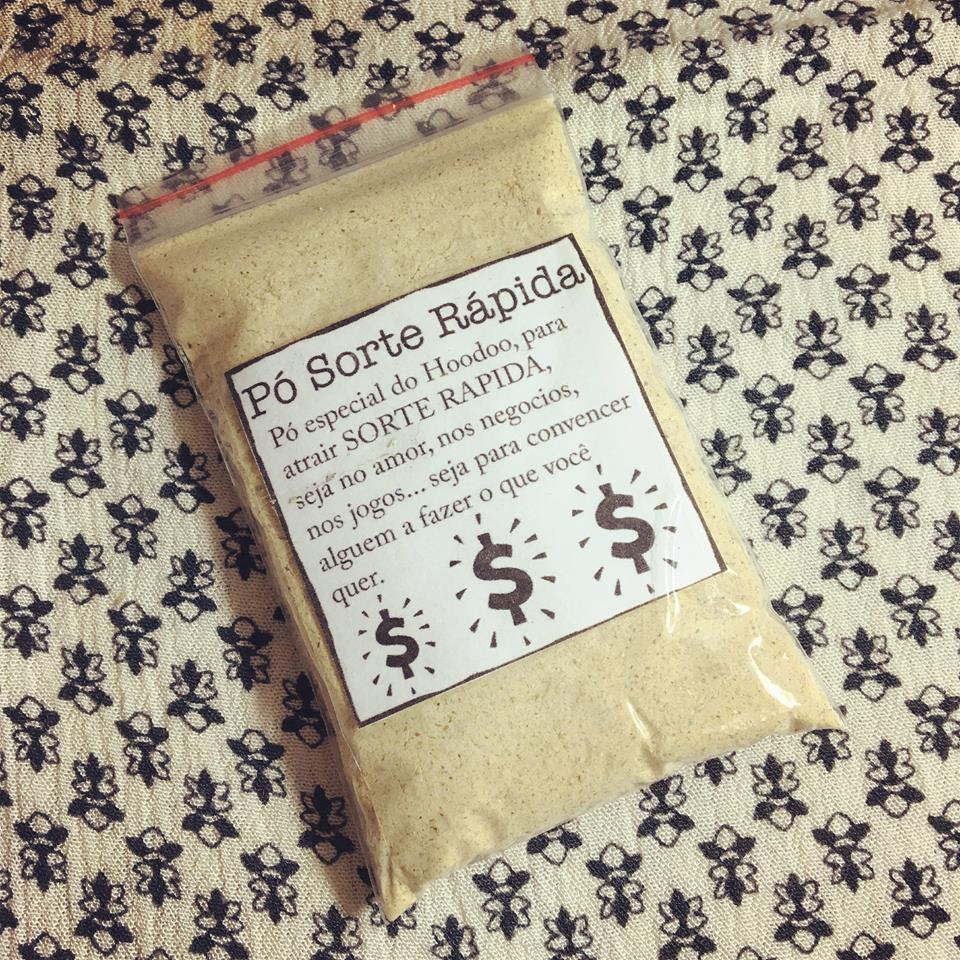 Pó Sorte Rápida
Pó especial do Hoodoo, para
atrair SORTE RAPIDA,
seja no amor, nos negocios,
nos jogos... seja para convencer
alguem a fazer o que você
quer.
$ $ $